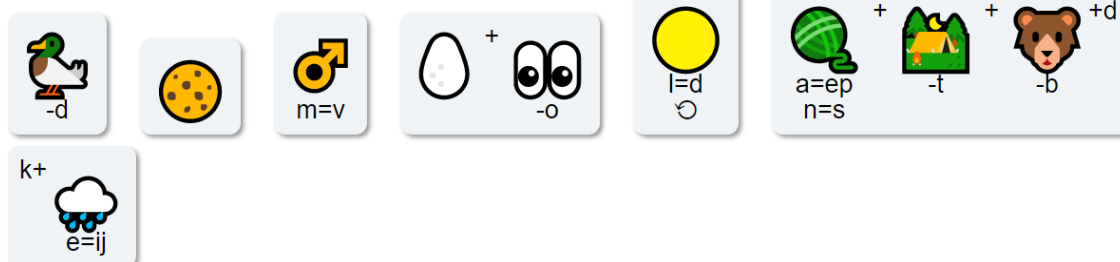 -d
m=v
+
-o
l=d
↺
a=ep
n=s
+
-t
+
-b
+d
k+
e=ij